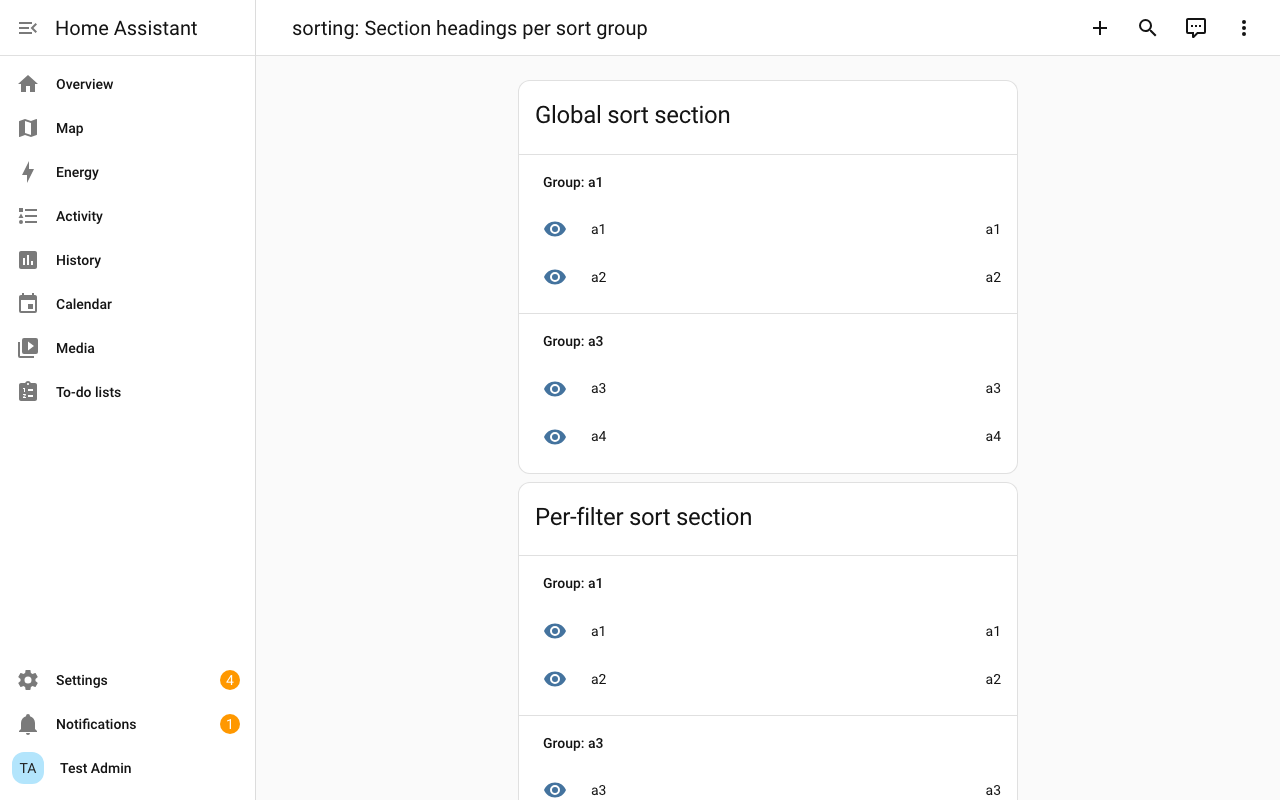 Home Assistant
sorting: Section headings per sort group
Overview
Map
Energy
Activity
History
Calendar
Media
To-do lists
Settings 4
Notifications 1
TA Test Admin
Global sort section
Group: a1
a1 a1
a2 a2
Group: a3
a3 a3
a4 a4
Per-filter sort section
Group: a1
a1 a1
a2 a2
Group: a3
a3 a3